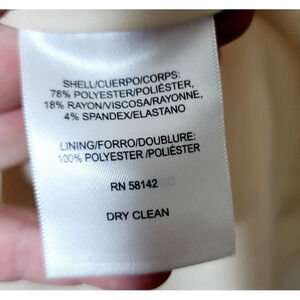 SHELL/CUERPO/CORPS:
78% POLYESTER/POLIÉSTER,
18% RAYON/VISCOSA/RAYONNE,
4% SPANDEX/ELASTANO
LINING/FORRO/DOUBLURE:
100% POLYESTER /POLIÉSTER
RN 58142
DRY CLEAN